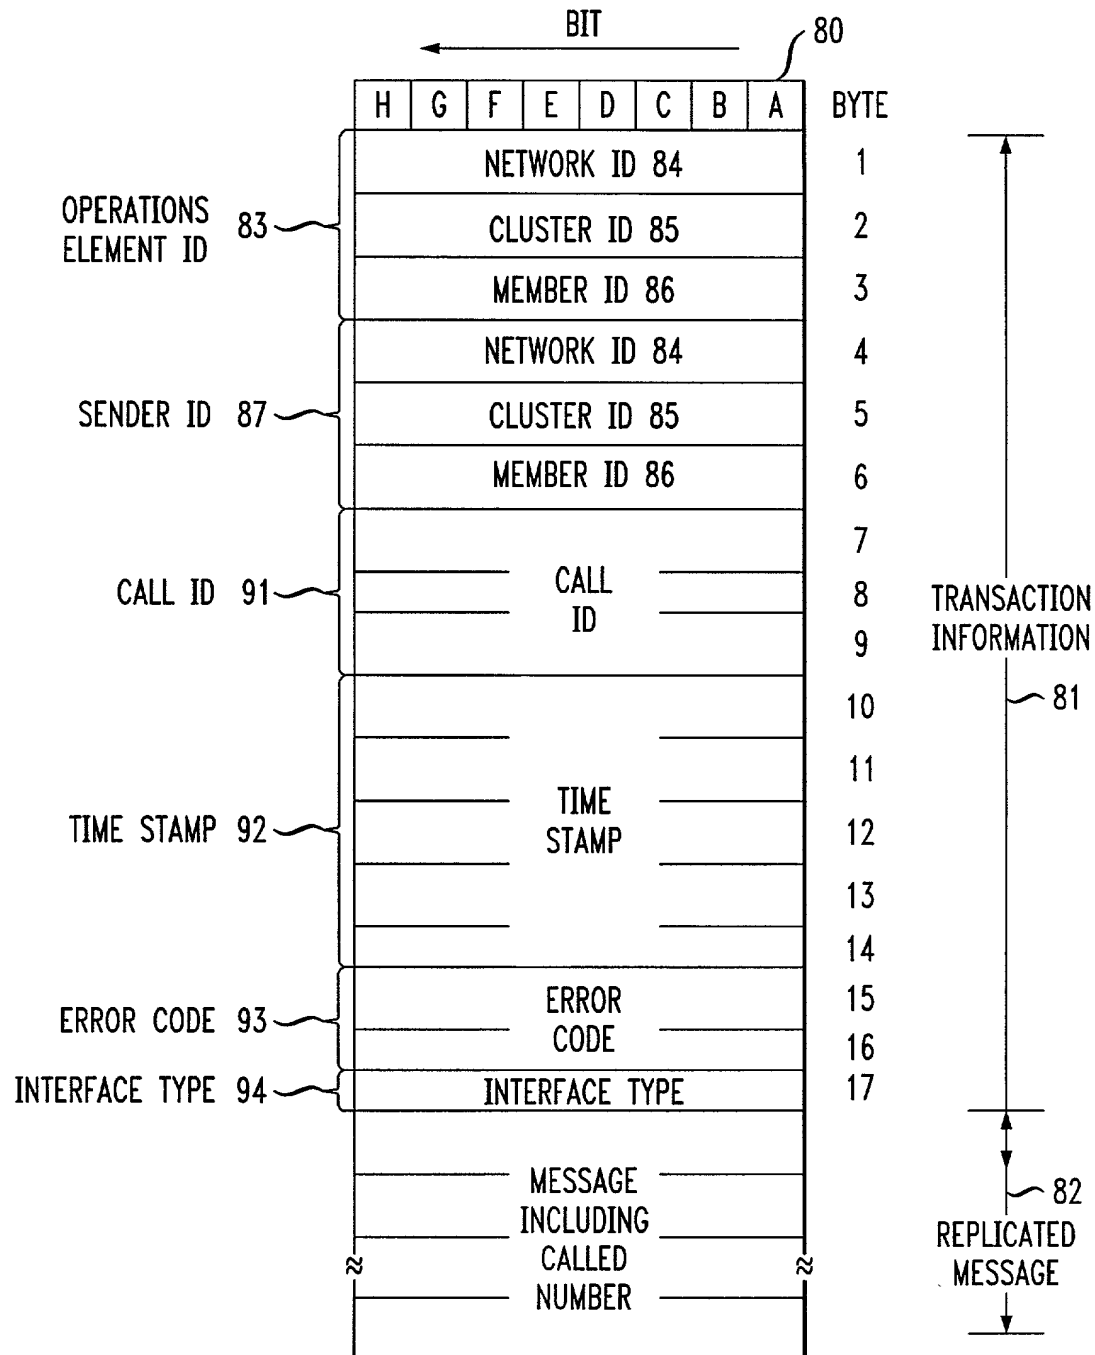 BIT
80
H G F E D C B A BYTE
NETWORK ID 84 1
OPERATIONS
ELEMENT ID 83
CLUSTER ID 85 2
MEMBER ID 86 3
NETWORK ID 84 4
SENDER ID 87
CLUSTER ID 85 5
MEMBER ID 86 6
7
CALL ID 91
CALL
ID
8
9
TRANSACTION
INFORMATION
81
10
11
TIME STAMP 92
TIME
STAMP
12
13
14
ERROR CODE 93
ERROR
CODE
15
16
INTERFACE TYPE 94
INTERFACE TYPE 17
MESSAGE
INCLUDING
CALLED
NUMBER
82
REPLICATED
MESSAGE